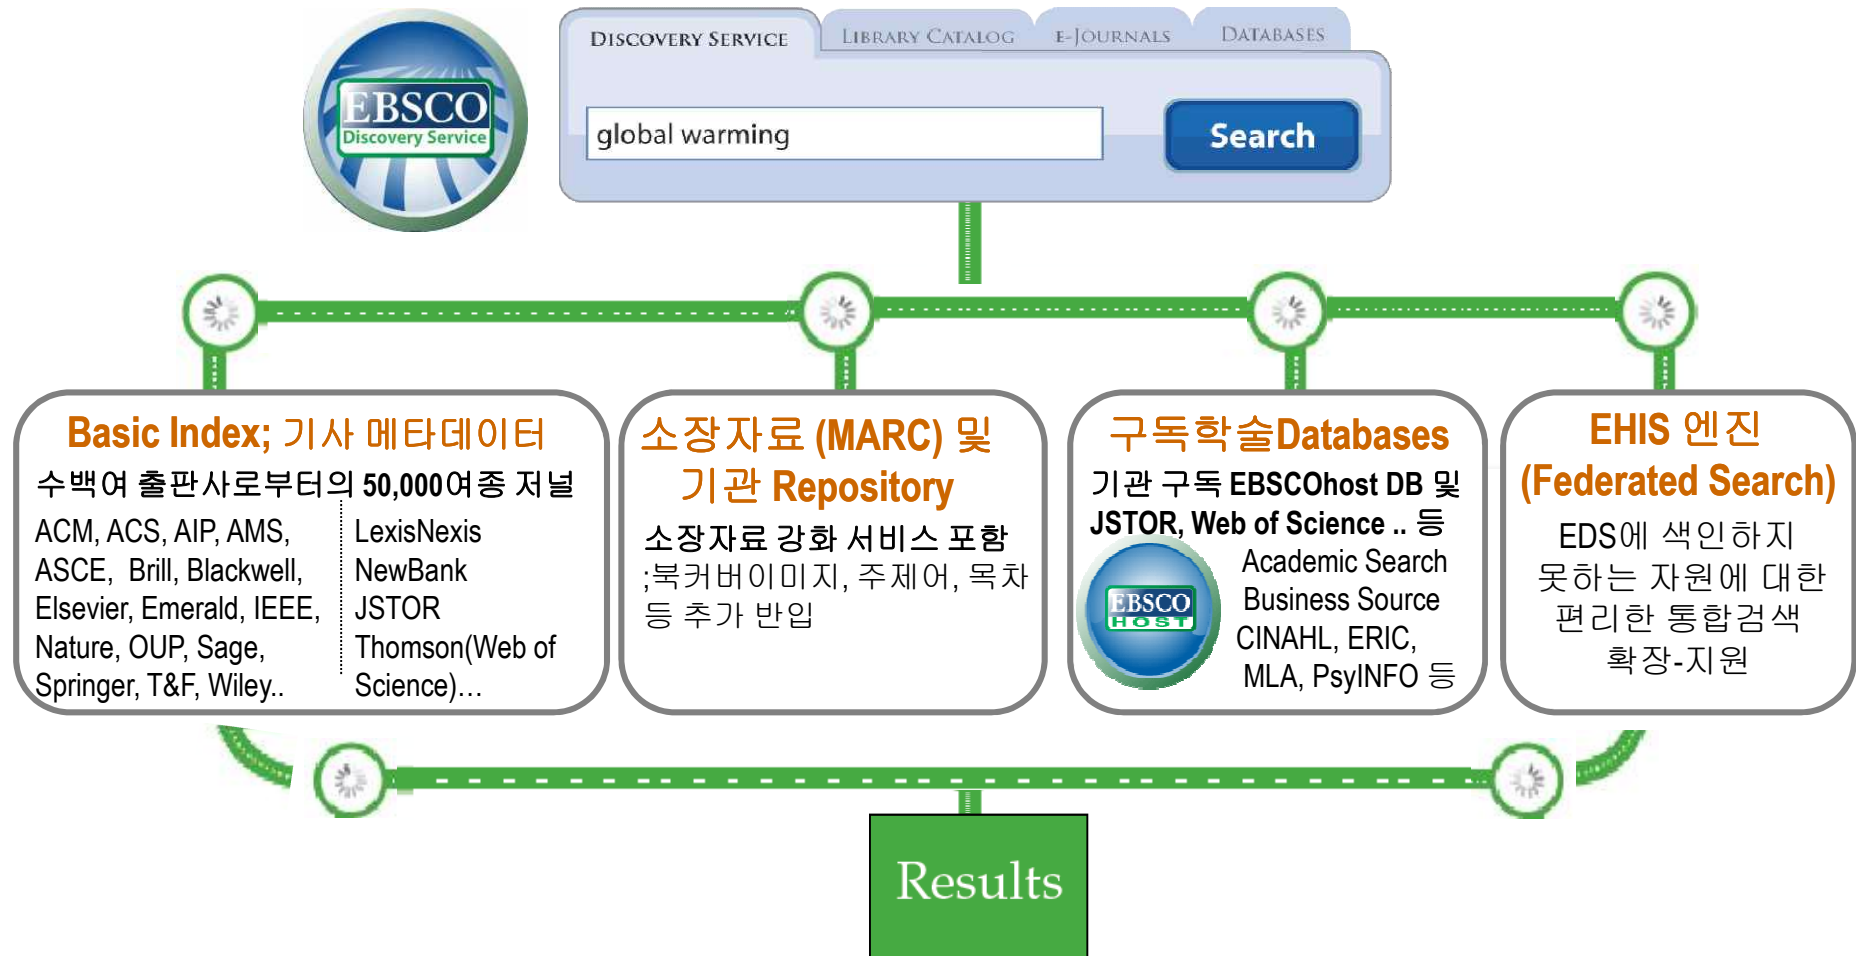 EBSCO
Discovery Service
DISCOVERY SERVICE
LIBRARY CATALOG
E-JOURNALS
DATABASES
global warming
Search
Basic Index; 기사 메타데이터
수백여 출판사로부터의 50,000여종 저널
ACM, ACS, AIP, AMS,
ASCE, Brill, Blackwell,
Elsevier, Emerald, IEEE,
Nature, OUP, Sage,
Springer, T&F, Wiley..
LexisNexis
NewBank
JSTOR
Thomson(Web of
Science)...
소장자료 (MARC) 및
기관 Repository
소장자료 강화 서비스 포함
;북커버이미지, 주제어, 목차
등 추가 반입
구독학술Databases
기관 구독 EBSCOhost DB 및
JSTOR, Web of Science .. 등
EBSCO
HOST
Academic Search
Business Source
CINAHL, ERIC,
MLA, PsyINFO 등
EHIS 엔진
(Federated Search)
EDS에 색인하지
못하는 자원에 대한
편리한 통합검색
확장-지원
Results